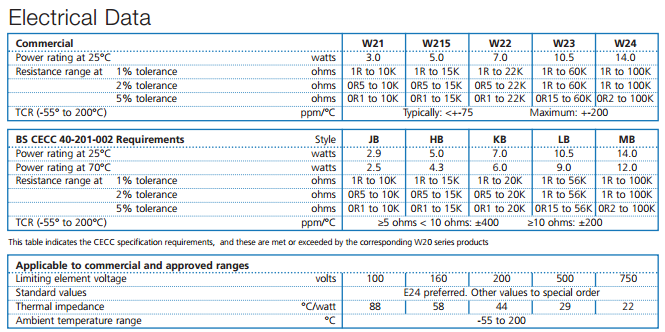 Electrical Data
Commercial W21 W215 W22 W23 W24
Power rating at 25°C watts 3.0 5.0 7.0 10.5 14.0
Resistance range at 1% tolerance ohms 1R to 10K 1R to 15K 1R to 22K 1R to 60K 1R to 100K
2% tolerance ohms 0R5 to 10K 0R5 to 15K 0R5 to 22K 1R to 60K 1R to 100K
5% tolerance ohms 0R1 to 10K 0R1 to 15K 0R1 to 22K 0R15 to 60K 0R2 to 100K
TCR (-55° to 200°C) ppm/°C Typically: <+-75 Maximum: +-200
BS CECC 40-201-002 Requirements Style JB HB KB LB MB
Power rating at 25°C watts 2.9 5.0 7.0 10.5 14.0
Power rating at 70°C watts 2.5 4.3 6.0 9.0 12.0
Resistance range at 1% tolerance ohms 1R to 10K 1R to 15K 1R to 20K 1R to 56K 1R to 100K
2% tolerance ohms 0R5 to 10K 0R5 to 15K 0R5 to 20K 1R to 56K 1R to 100K
5% tolerance ohms 0R1 to 10K 0R1 to 15K 0R1 to 20K 0R15 to 56K 0R2 to 100K
TCR (-55° to 200°C) ppm/°C ≥5 ohms < 10 ohms: ±400 ≥10 ohms: ±200
This table indicates the CECC specification requirements, and these are met or exceeded by the corresponding W20 series products
Applicable to commercial and approved ranges
Limiting element voltage volts 100 160 200 500 750
Standard values E24 preferred. Other values to special order
Thermal impedance °C/watt 88 58 44 29 22
Ambient temperature range °C -55 to 200